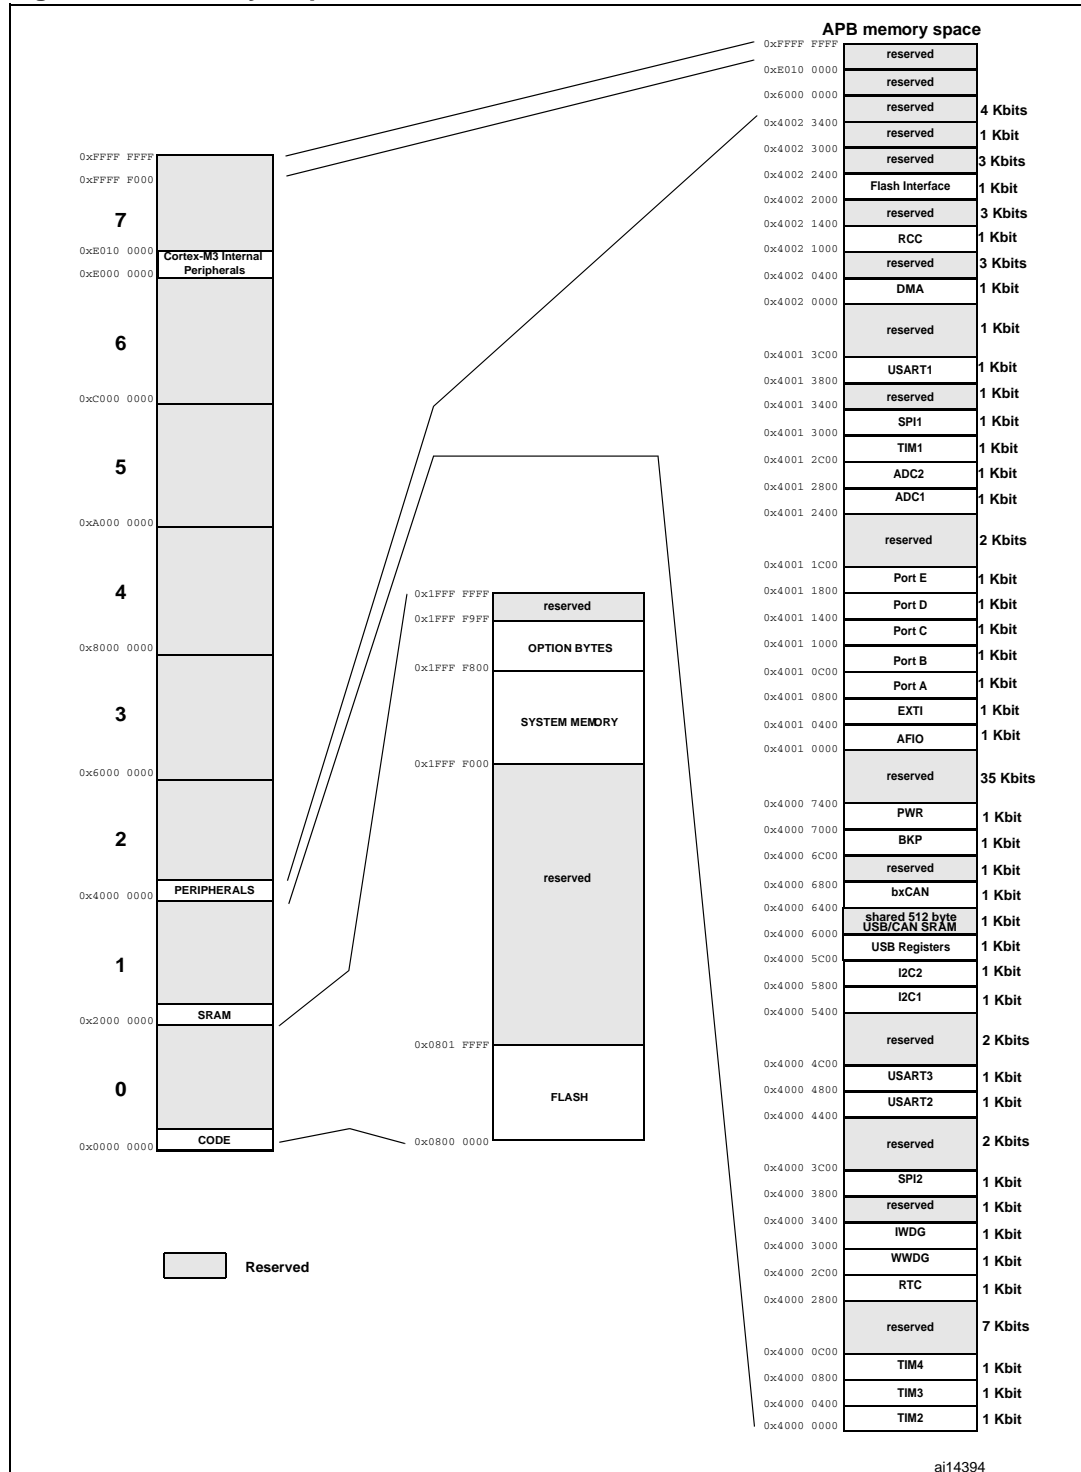 APB memory space
0xFFFF FFFF
reserved
0xE010 0000
reserved
0x6000 0000
reserved 4 Kbits
0x4002 3400
reserved 1 Kbit
0x4002 3000
reserved 3 Kbits
0x4002 2400
Flash Interface 1 Kbit
0x4002 2000
reserved 3 Kbits
0x4002 1400
RCC 1 Kbit
0x4002 1000
reserved 3 Kbits
0x4002 0400
DMA 1 Kbit
0x4002 0000
reserved 1 Kbit
0x4001 3C00
USART1 1 Kbit
0x4001 3800
reserved 1 Kbit
0x4001 3400
SPI1 1 Kbit
0x4001 3000
TIM1 1 Kbit
0x4001 2C00
ADC2 1 Kbit
0x4001 2800
ADC1 1 Kbit
0x4001 2400
reserved 2 Kbits
0x4001 1C00
Port E 1 Kbit
0x4001 1800
Port D 1 Kbit
0x4001 1400
Port C 1 Kbit
0x4001 1000
Port B 1 Kbit
0x4001 0C00
Port A 1 Kbit
0x4001 0800
EXTI 1 Kbit
0x4001 0400
AFIO 1 Kbit
0x4001 0000
reserved 35 Kbits
0x4000 7400
PWR 1 Kbit
0x4000 7000
BKP 1 Kbit
0x4000 6C00
reserved 1 Kbit
0x4000 6800
bxCAN 1 Kbit
0x4000 6400
shared 512 byte
USB/CAN SRAM 1 Kbit
0x4000 6000
USB Registers 1 Kbit
0x4000 5C00
I2C2 1 Kbit
0x4000 5800
I2C1 1 Kbit
0x4000 5400
reserved 2 Kbits
0x4000 4C00
USART3 1 Kbit
0x4000 4800
USART2 1 Kbit
0x4000 4400
reserved 2 Kbits
0x4000 3C00
SPI2 1 Kbit
0x4000 3800
reserved 1 Kbit
0x4000 3400
IWDG 1 Kbit
0x4000 3000
WWDG 1 Kbit
0x4000 2C00
RTC 1 Kbit
0x4000 2800
reserved 7 Kbits
0x4000 0C00
TIM4 1 Kbit
0x4000 0800
TIM3 1 Kbit
0x4000 0400
TIM2 1 Kbit
0x4000 0000
0xFFFF FFFF
0xFFFF F000
7
0xE010 0000
Cortex-M3 Internal
Peripherals
0xE000 0000
6
0xC000 0000
5
0xA000 0000
4
0x8000 0000
3
0x6000 0000
2
PERIPHERALS
0x4000 0000
1
SRAM
0x2000 0000
0
CODE
0x0000 0000
0x1FFF FFFF
reserved
0x1FFF F9FF
OPTION BYTES
0x1FFF F800
SYSTEM MEMORY
0x1FFF F000
reserved
0x0801 FFFF
FLASH
0x0800 0000
Reserved
ai14394